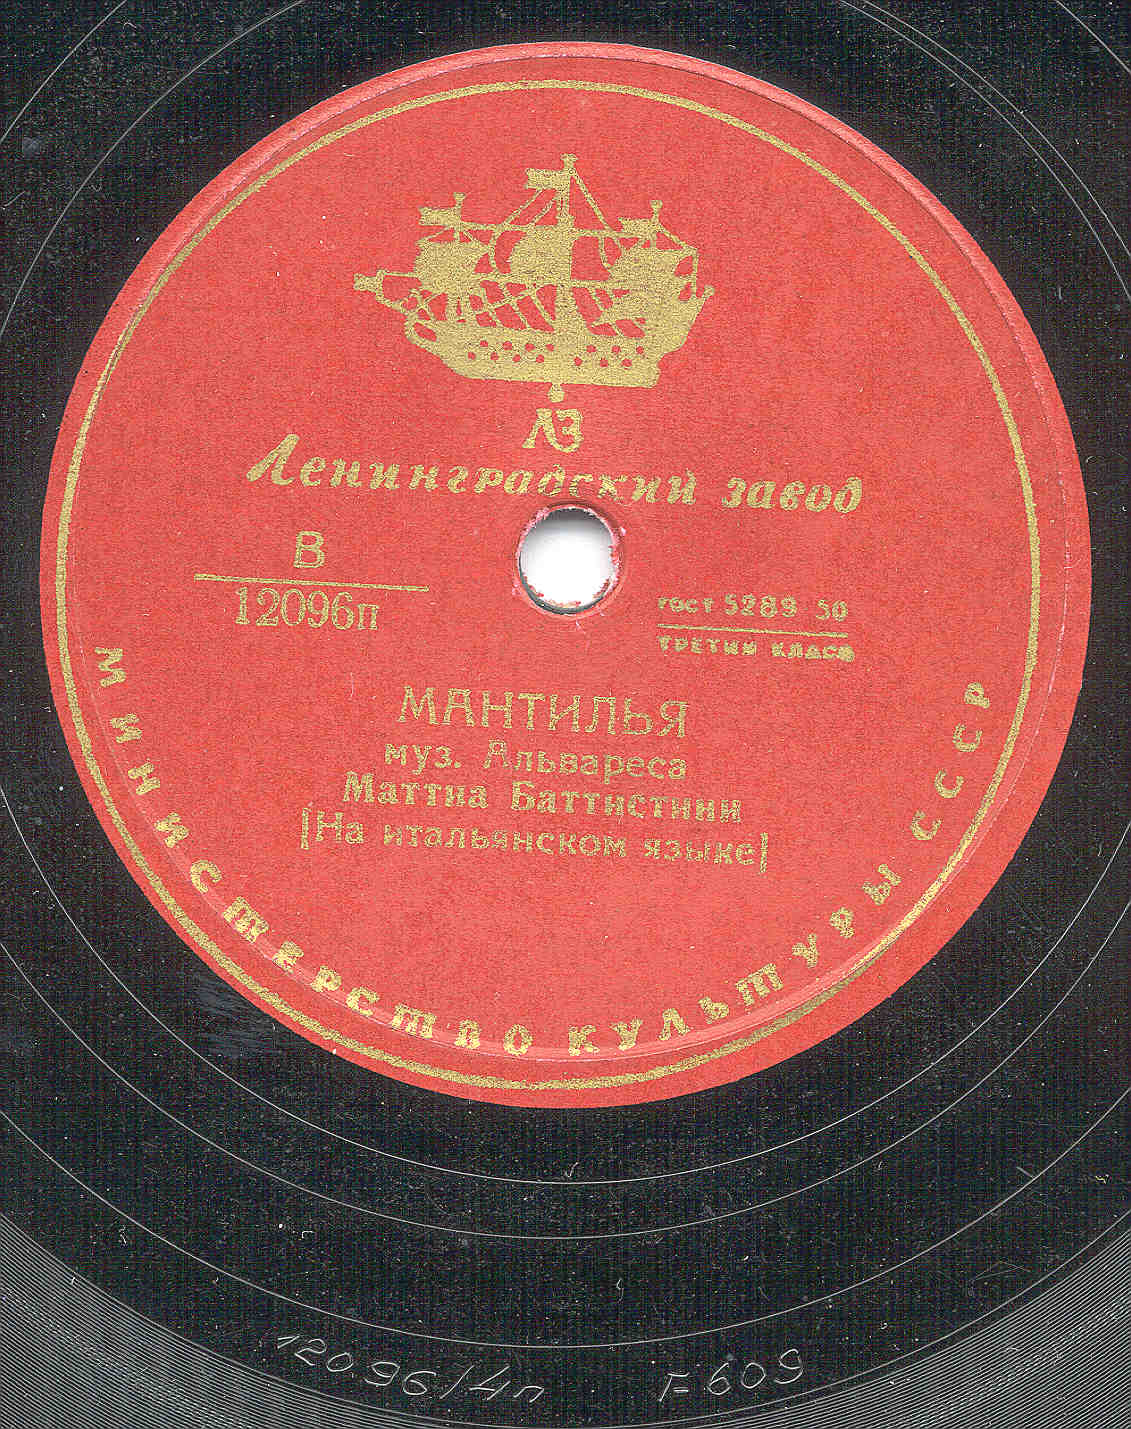 ЛЗ
Ленинградский завод
В
12096п
ГОСТ 5289 50
ТРЕТИЙ КЛАСС
МАНТИЛЬЯ
муз. Альвареса
Маттиа Баттистини
[На итальянском языке]
МИНИСТЕРСТВО КУЛЬТУРЫ СССР
12096/4п Г-609